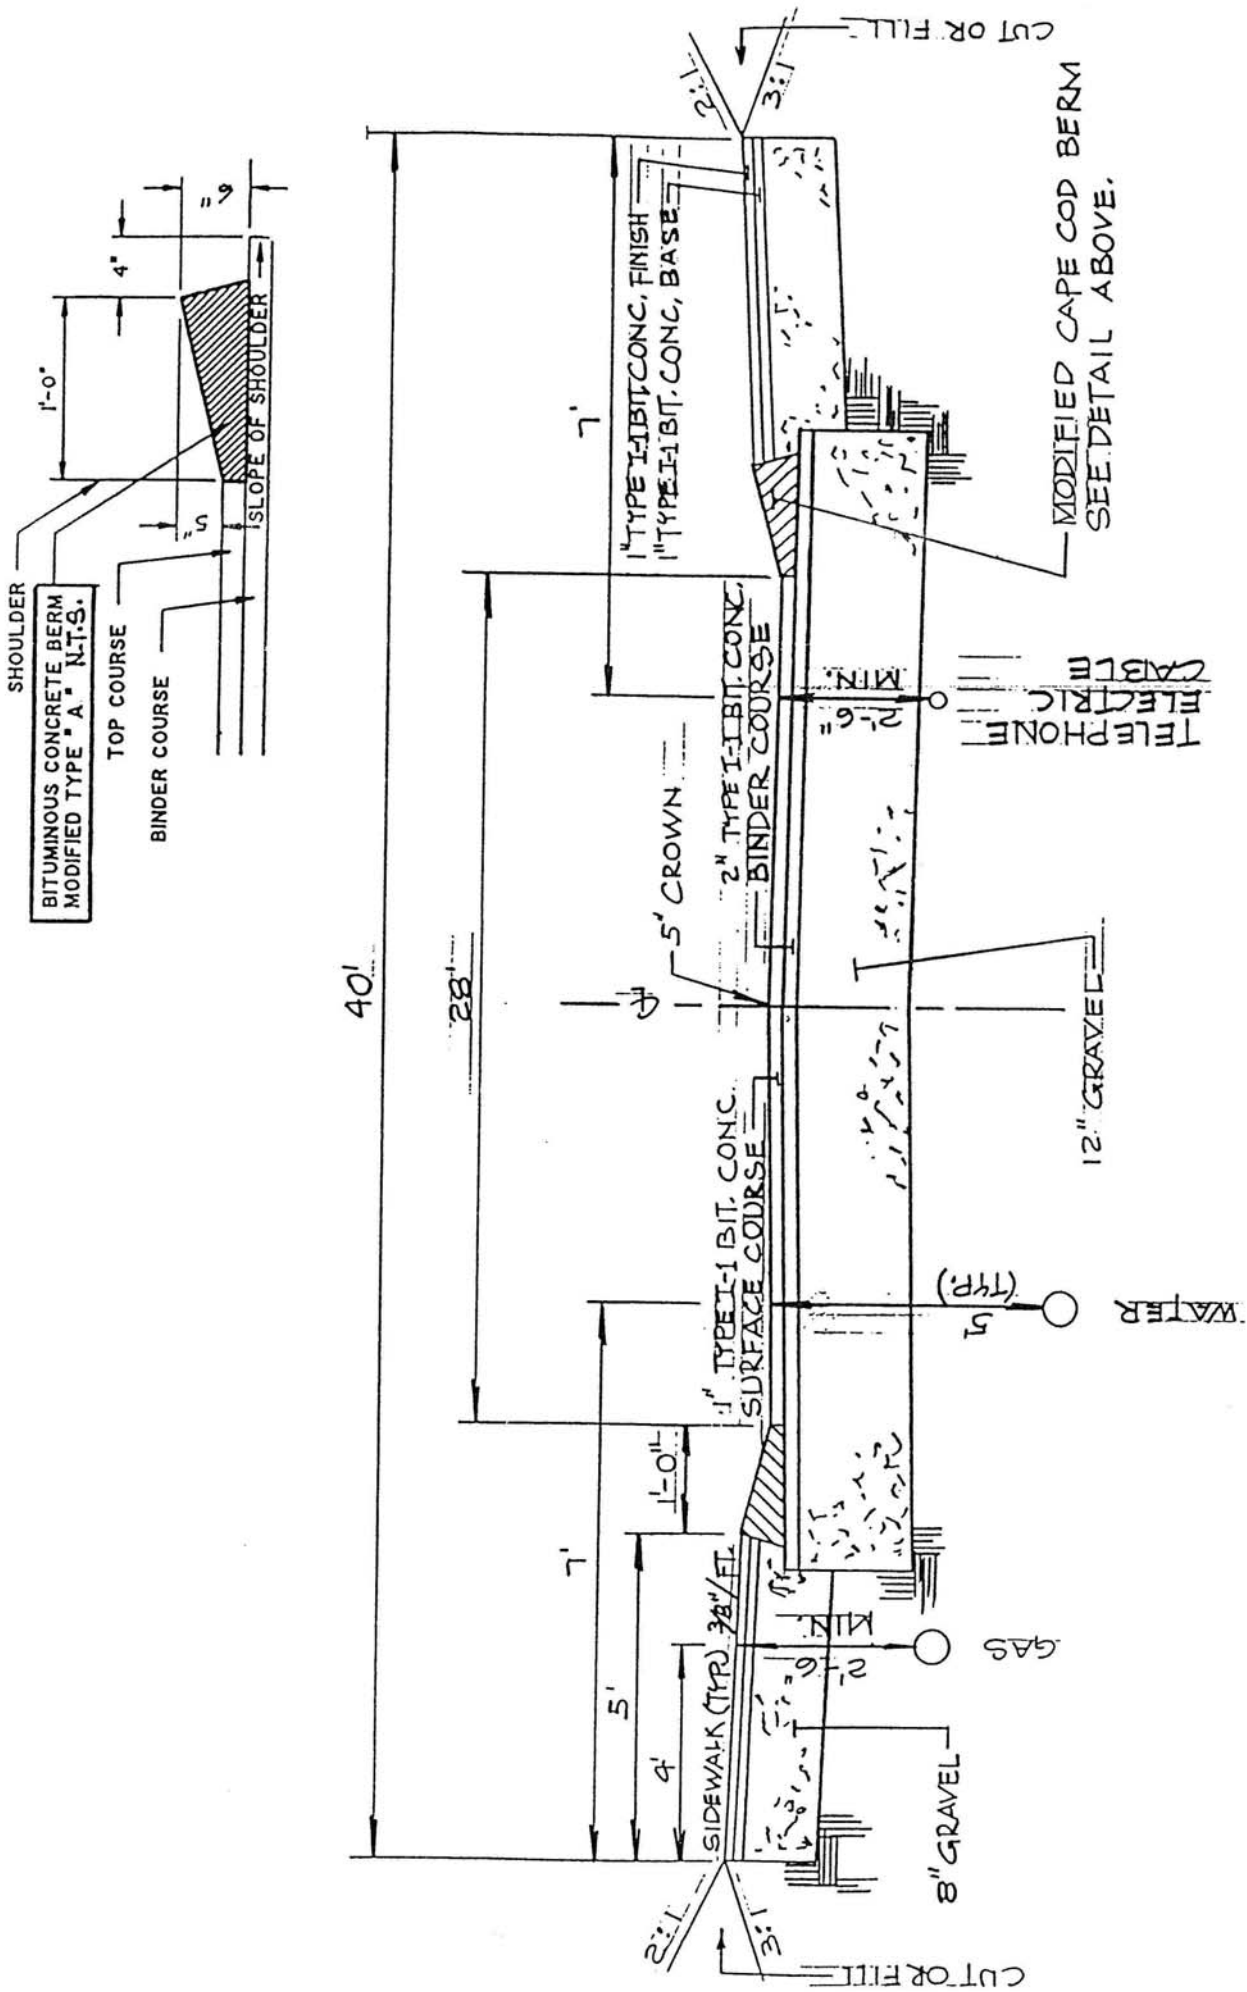 SHOULDER
BITUMINOUS CONCRETE BERM
MODIFIED TYPE "A" N.T.S.
TOP COURSE
BINDER COURSE
1'-0"
4"
6"
5"
SLOPE OF SHOULDER
40'
28'
7'
7'
5'
4'
1'-0"
2:1
3:1
CUT OR FILL
SIDEWALK (TYP.) 3/8"/FT.
1" TYPE I-1 BIT. CONC.
SURFACE COURSE
5" CROWN
2" TYPE I-1 BIT. CONC.
BINDER COURSE
1" TYPE I-1 BIT. CONC. FINISH
1" TYPE I-1 BIT. CONC. BASE
2:1
3:1
CUT OR FILL
8" GRAVEL
2'-6"
MIN.
GAS
5'
(TYP.)
WATER
12" GRAVEL
2'-6"
MIN.
TELEPHONE
ELECTRIC
CABLE
MODIFIED CAPE COD BERM
SEE DETAIL ABOVE.